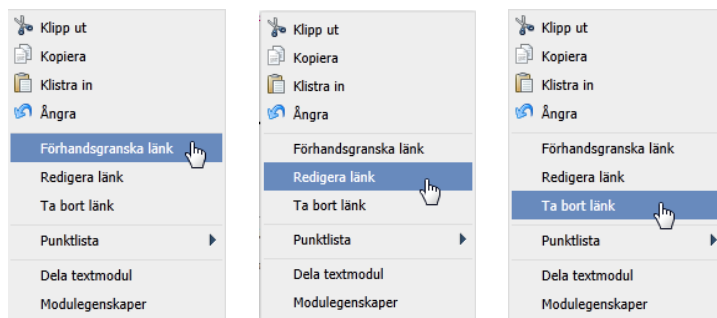 Klipp ut
Kopiera
Klistra in
Ångra
Förhandsgranska länk
Redigera länk
Ta bort länk
Punktlista
Dela textmodul
Modulegenskaper
Klipp ut
Kopiera
Klistra in
Ångra
Förhandsgranska länk
Redigera länk
Ta bort länk
Punktlista
Dela textmodul
Modulegenskaper
Klipp ut
Kopiera
Klistra in
Ångra
Förhandsgranska länk
Redigera länk
Ta bort länk
Punktlista
Dela textmodul
Modulegenskaper